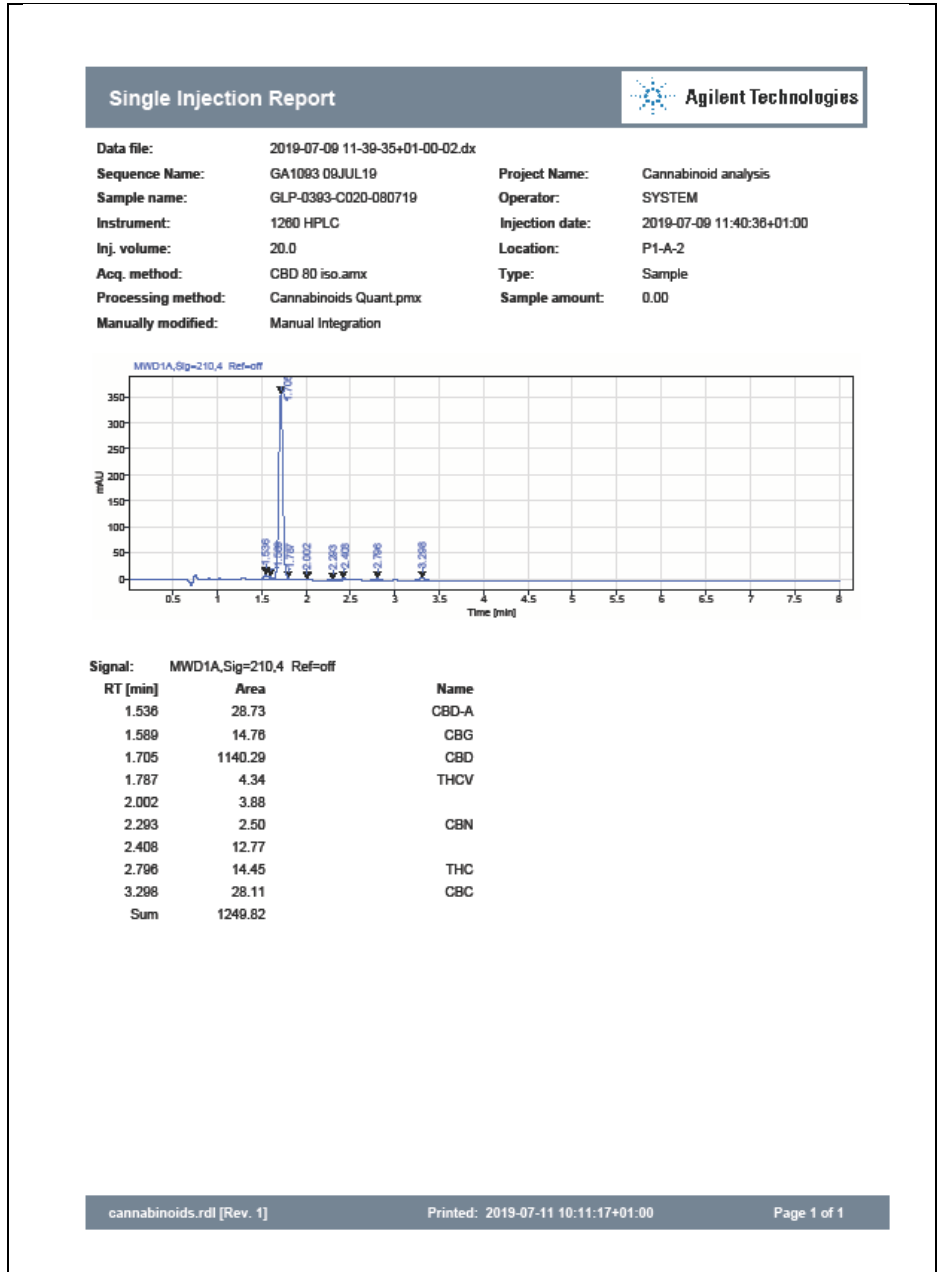 Single Injection Report
Agilent Technologies
Data file: 2019-07-09 11-39-35+01-00-02.dx
Sequence Name: GA1093 09JUL19 Project Name: Cannabinoid analysis
Sample name: GLP-0393-C020-080719 Operator: SYSTEM
Instrument: 1260 HPLC Injection date: 2019-07-09 11:40:36+01:00
Inj. volume: 20.0 Location: P1-A-2
Acq. method: CBD 80 iso.amx Type: Sample
Processing method: Cannabinoids Quant.pmx Sample amount: 0.00
Manually modified: Manual Integration
MWD1A,Sig=210,4 Ref=off
mAU
350
300
250
200
150
100
50
0
1.536
1.589
1.705
1.787
2.002
2.293
2.408
2.796
3.298
0.5 1 1.5 2 2.5 3 3.5 4 4.5 5 5.5 6 6.5 7 7.5 8
Time [min]
Signal: MWD1A,Sig=210,4 Ref=off
RT [min] Area Name
1.536 28.73 CBD-A
1.589 14.76 CBG
1.705 1140.29 CBD
1.787 4.34 THCV
2.002 3.88
2.293 2.50 CBN
2.408 12.77
2.796 14.45 THC
3.298 28.11 CBC
Sum 1249.82
cannabinoids.rdl [Rev. 1] Printed: 2019-07-11 10:11:17+01:00 Page 1 of 1